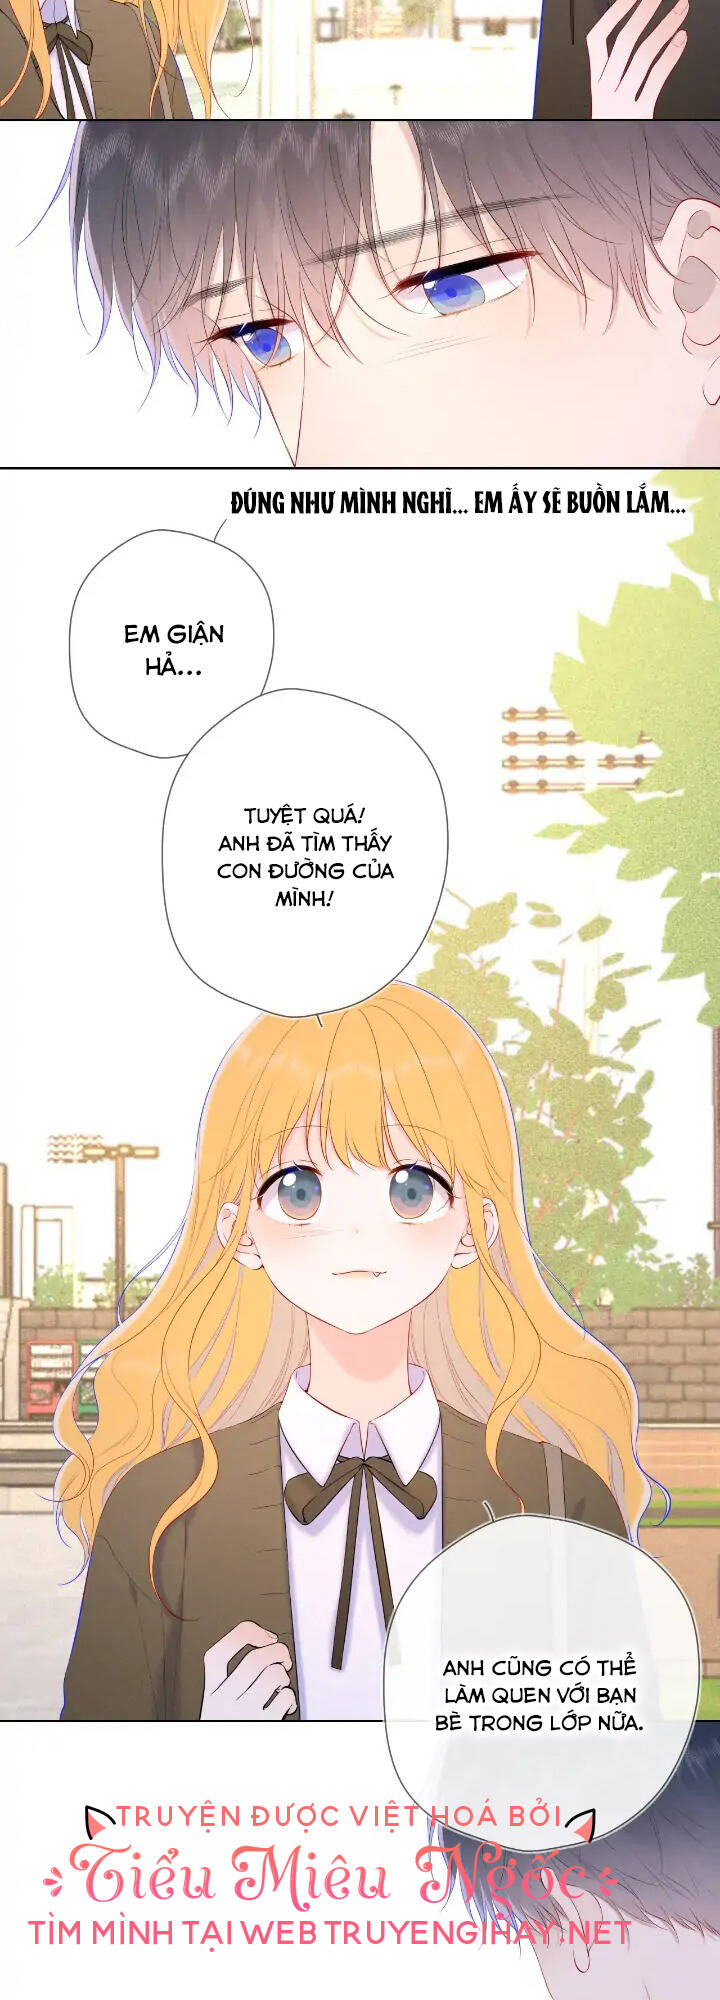 ĐÚNG NHƯ MÌNH NGHĨ... EM ẤY SẼ BUỒN LẮM...
EM GIẬN
HẢ...
TUYỆT QUÁ!
ANH ĐÃ TÌM THẤY
CON ĐƯỜNG CỦA
MÌNH!
ANH CŨNG CÓ THỂ
LÀM QUEN VỚI BẠN
BÈ TRONG LỚP NỮA.
TRUYỆN ĐƯỢC VIỆT HOÁ BỞI
Tiểu Miêu Ngốc
TÌM MÌNH TẠI WEB TRUYENGIHAY.NET